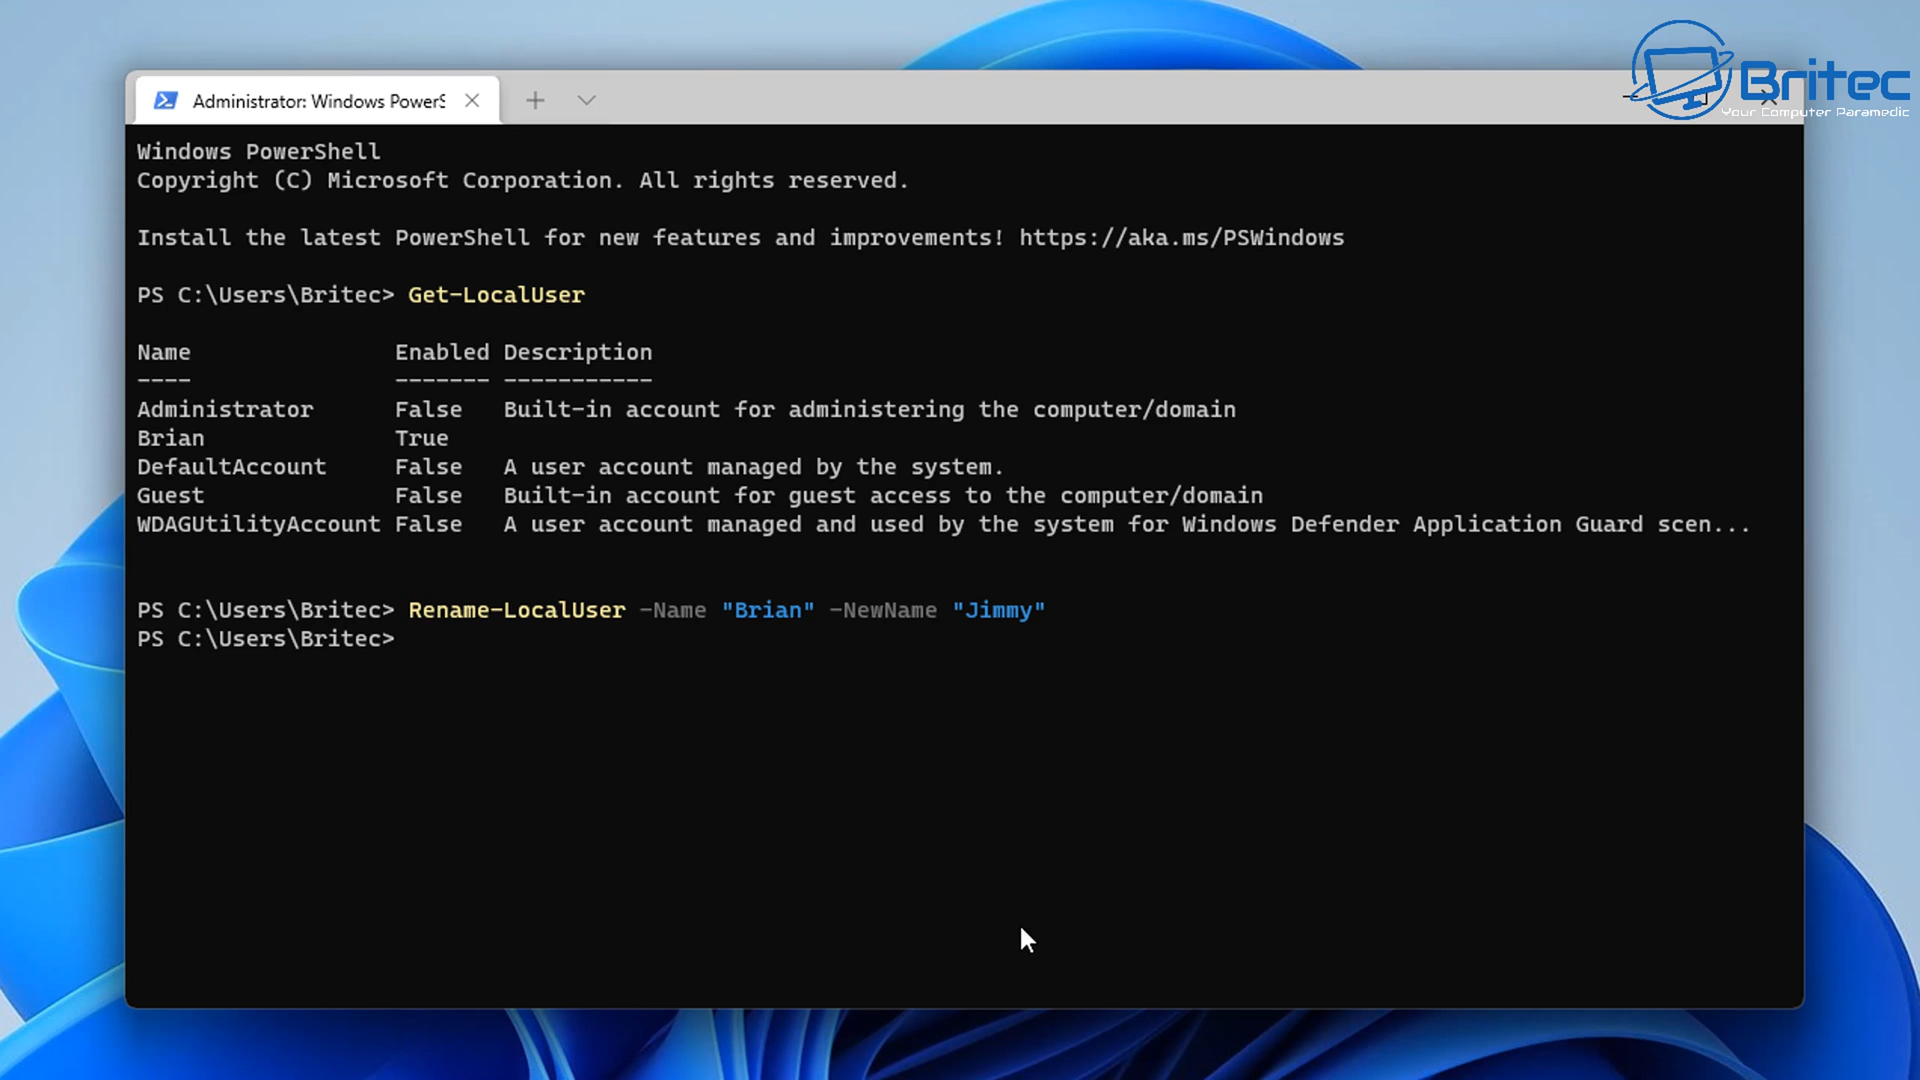 Britec
Your Computer Paramedic
Administrator: Windows PowerS
Windows PowerShell
Copyright (C) Microsoft Corporation. All rights reserved.
Install the latest PowerShell for new features and improvements! https://aka.ms/PSWindows
PS C:\Users\Britec> Get-LocalUser
Name Enabled Description
---- ------- -----------
Administrator False Built-in account for administering the computer/domain
Brian True
DefaultAccount False A user account managed by the system.
Guest False Built-in account for guest access to the computer/domain
WDAGUtilityAccount False A user account managed and used by the system for Windows Defender Application Guard scen...
PS C:\Users\Britec> Rename-LocalUser -Name "Brian" -NewName "Jimmy"
PS C:\Users\Britec>